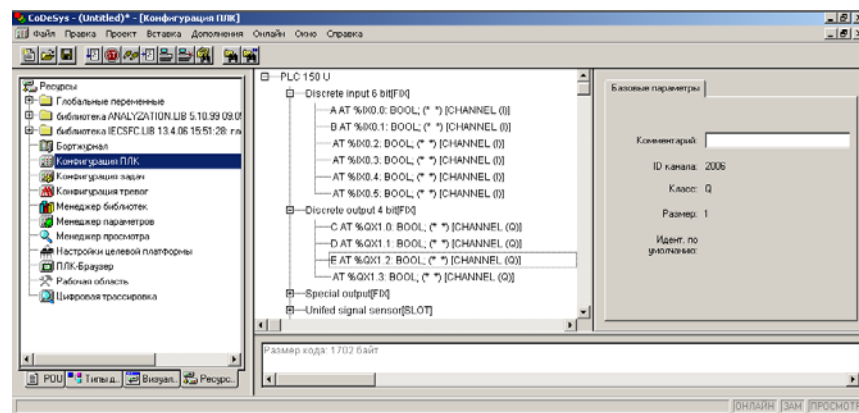 CoDeSys - (Untitled)* - [Конфигурация ПЛК]
Файл Правка Проект Вставка Дополнения Онлайн Окно Справка
Ресурсы
Глобальные переменные
библиотека ANALYZATION.LIB 5.10.99 09:0
библиотека IECSFC.LIB 13.4.06 15:51:28: гл
Бортжурнал
Конфигурация ПЛК
Конфигурация задач
Конфигурация тревог
Менеджер библиотек
Менеджер параметров
Менеджер просмотра
Настройки целевой платформы
ПЛК-Браузер
Рабочая область
Цифровая трассировка
POU Типы д.. Визуал.. Ресурс..
PLC 150 U
Discrete input 6 bit[FIX]
A AT %IX0.0: BOOL; (* *) [CHANNEL (I)]
B AT %IX0.1: BOOL; (* *) [CHANNEL (I)]
AT %IX0.2: BOOL; (* *) [CHANNEL (I)]
AT %IX0.3: BOOL; (* *) [CHANNEL (I)]
AT %IX0.4: BOOL; (* *) [CHANNEL (I)]
AT %IX0.5: BOOL; (* *) [CHANNEL (I)]
Discrete output 4 bit[FIX]
C AT %QX1.0: BOOL; (* *) [CHANNEL (Q)]
D AT %QX1.1: BOOL; (* *) [CHANNEL (Q)]
E AT %QX1.2: BOOL; (* *) [CHANNEL (Q)]
AT %QX1.3: BOOL; (* *) [CHANNEL (Q)]
Special output[FIX]
Unifed signal sensor[SLOT]
Базовые параметры
Комментарий:
ID канала: 2006
Класс: Q
Размер: 1
Идент. по
умолчанию:
Размер кода: 1702 байт
ОНЛАЙН ЗАМ ПРОСМОТР